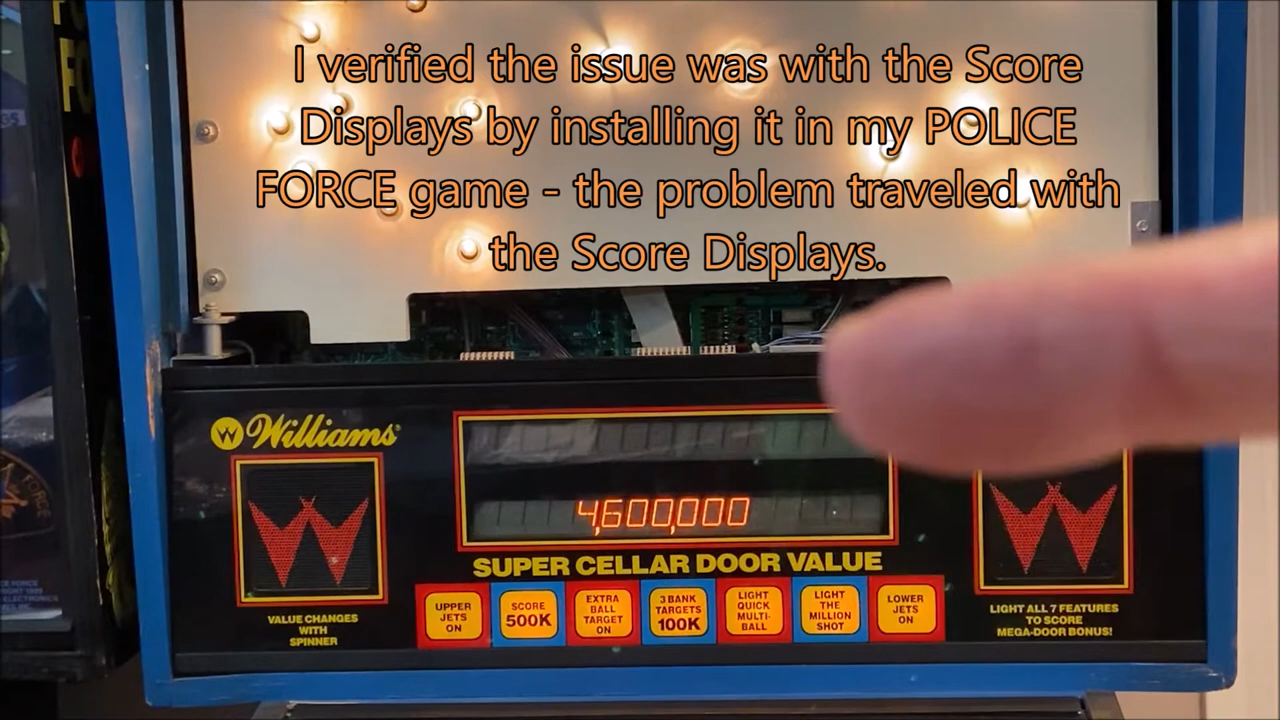 I verified the issue was with the Score
Displays by installing it in my POLICE
FORCE game - the problem traveled with
the Score Displays.
Williams
4,600,000
SUPER CELLAR DOOR VALUE
UPPER
JETS
ON
SCORE
500K
EXTRA
BALL
TARGET
ON
3 BANK
TARGETS
100K
LIGHT
QUICK
MULTI-
BALL
LIGHT
THE
MILLION
SHOT
LOWER
JETS
ON
VALUE CHANGES
WITH
SPINNER
LIGHT ALL 7 FEATURES
TO SCORE
MEGA-DOOR BONUS!
FORCE